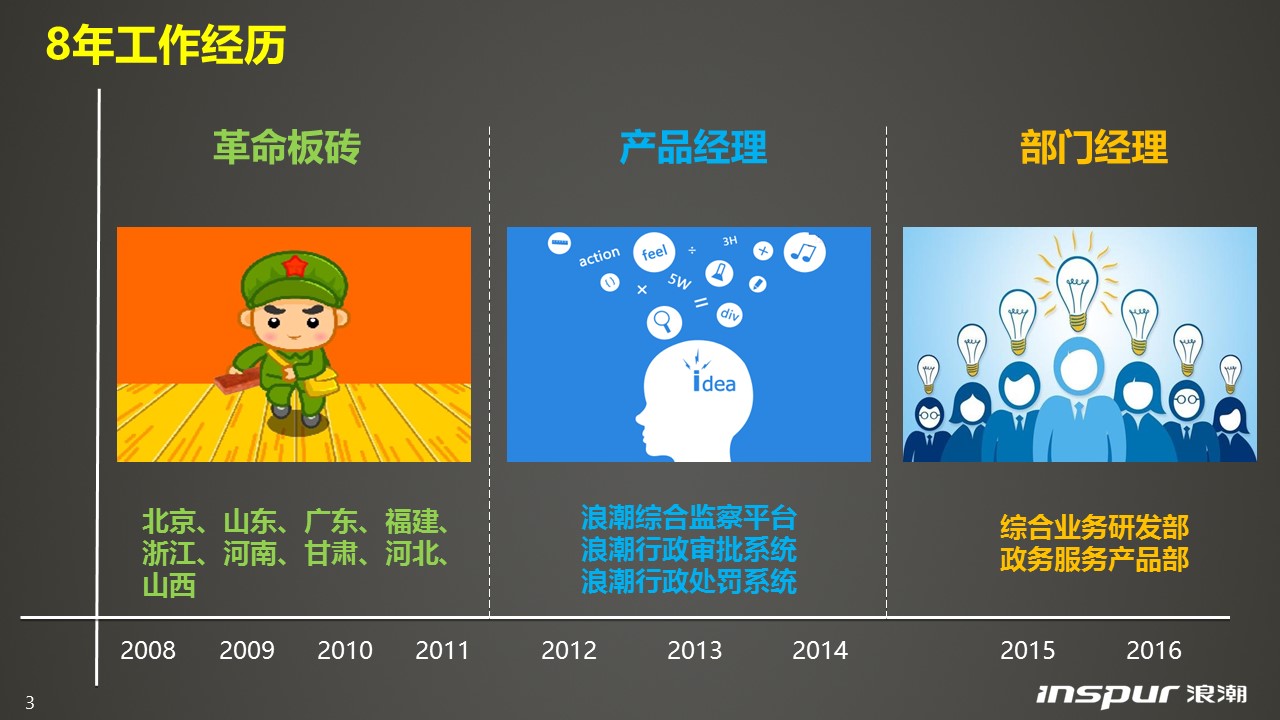 8年工作经历
革命板砖
产品经理
部门经理
action
feel
÷
3H
+
( )
×
5W
=
div
idea
北京、山东、广东、福建、
浙江、河南、甘肃、河北、
山西
浪潮综合监察平台
浪潮行政审批系统
浪潮行政处罚系统
综合业务研发部
政务服务产品部
2008 2009 2010 2011 2012 2013 2014 2015 2016
3
inspur 浪潮